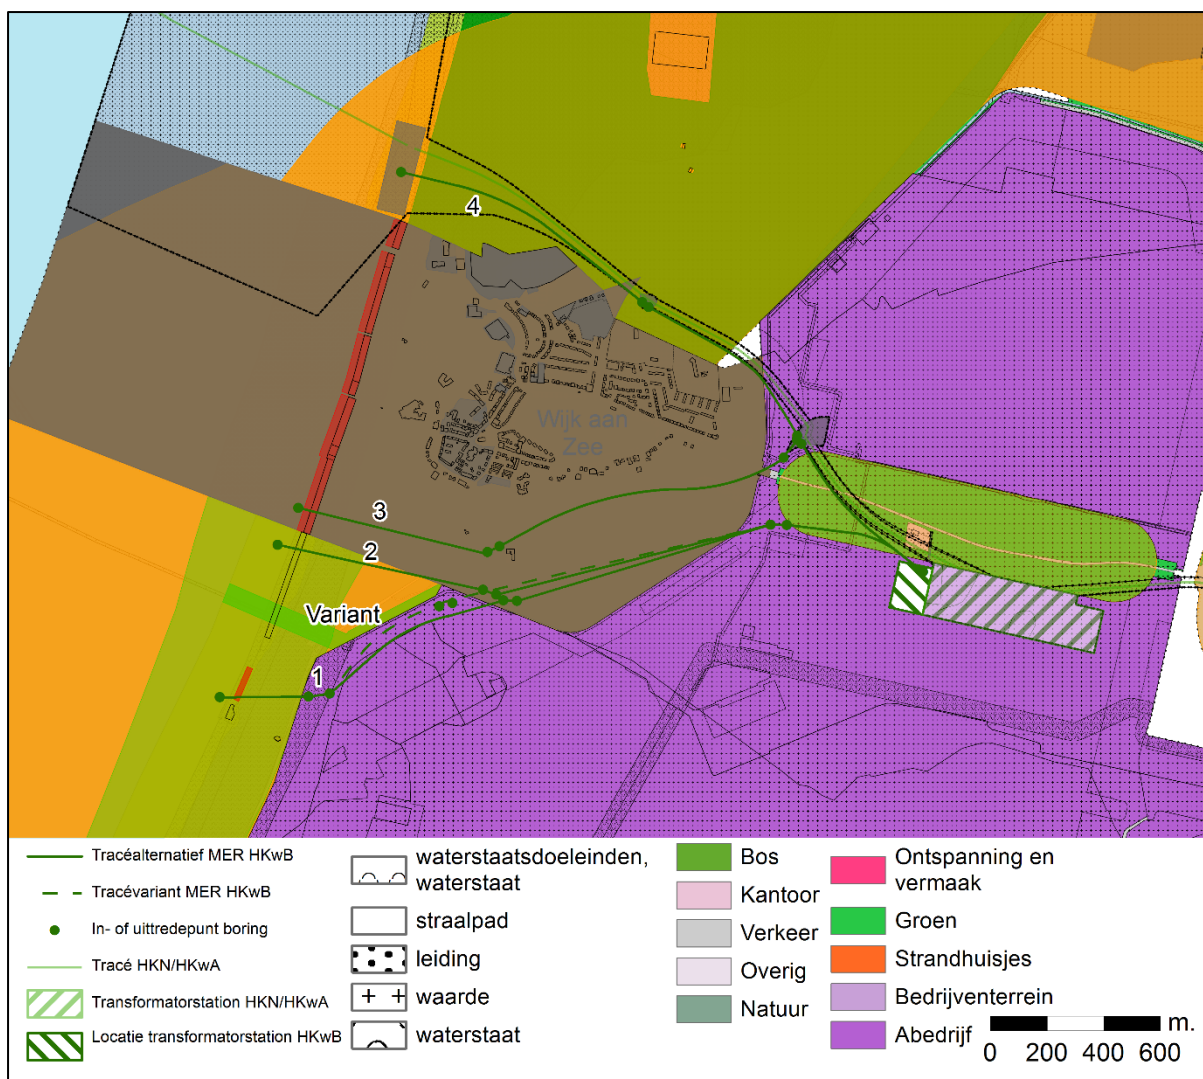 4
Wijk aan
Zee
3
2
Variant
1
Tracéalternatief MER HKwB
Tracévariant MER HKwB
In- of uittredepunt boring
Tracé HKN/HKwA
Transformatorstation HKN/HKwA
Locatie transformatorstation HKwB
waterstaatsdoeleinden,
waterstaat
straalpad
leiding
waarde
waterstaat
Bos
Kantoor
Verkeer
Overig
Natuur
Ontspanning en
vermaak
Groen
Strandhuisjes
Bedrijventerrein
Abedrijf
m.
0 200 400 600